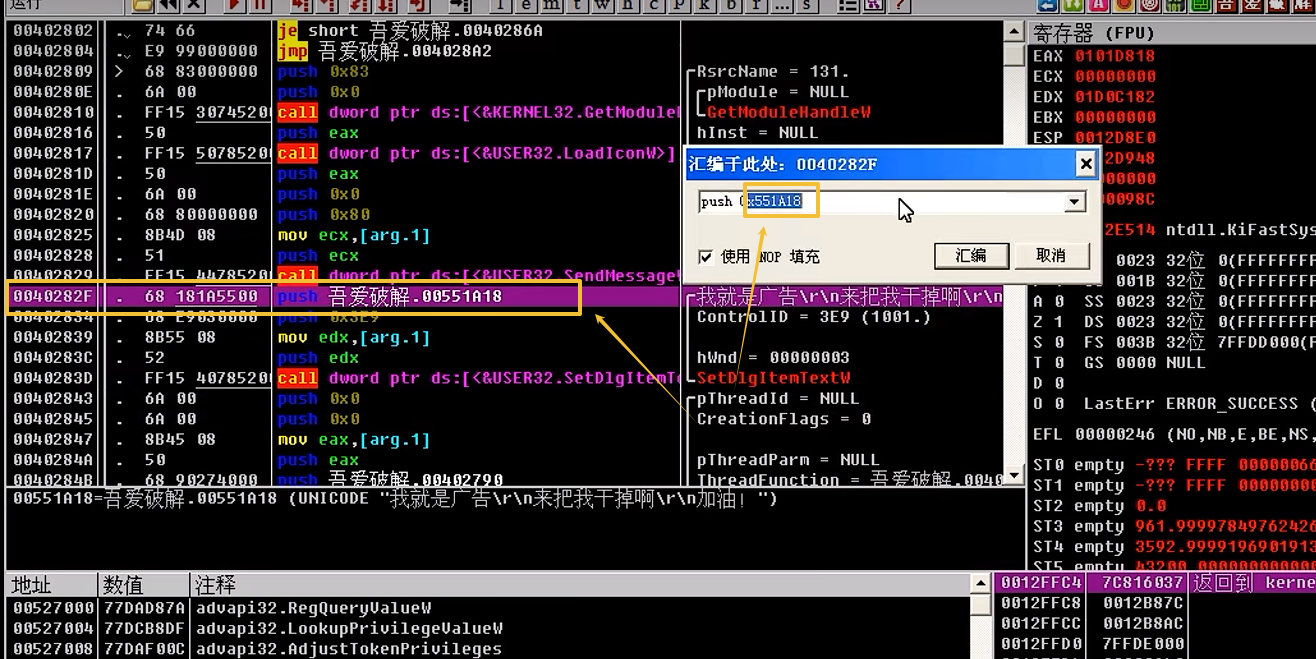 运行
l e m t w h c P k b r ... s
00402802 . 74 66 je short 吾爱破解.0040286A
00402804 . E9 99000000 jmp 吾爱破解.004028A2
00402809 > 68 83000000 push 0x83 RsrcName = 131.
0040280E . 6A 00 push 0x0 pModule = NULL
00402810 . FF15 30745200 call dword ptr ds:[<&KERNEL32.GetModule GetModuleHandleW
00402816 . 50 push eax hInst = NULL
00402817 . FF15 50785200 call dword ptr ds:[<&USER32.LoadIconW>]
0040281D . 50 push eax
0040281E . 6A 00 push 0x0
00402820 . 68 80000000 push 0x80
00402825 . 8B4D 08 mov ecx,[arg.1]
00402828 . 51 push ecx
00402829 . FF15 44785200 call dword ptr ds:[<&USER32.SendMessageW
0040282F . 68 181A5500 push 吾爱破解.00551A18 我就是广告\r\n来把我干掉啊\r\n
00402834 . 68 E9030000 push 0x3E9 ControlID = 3E9 (1001.)
00402839 . 8B55 08 mov edx,[arg.1]
0040283C . 52 push edx hWnd = 00000003
0040283D . FF15 40785200 call dword ptr ds:[<&USER32.SetDlgItemT SetDlgItemTextW
00402843 . 6A 00 push 0x0 pThreadId = NULL
00402845 . 6A 00 push 0x0 CreationFlags = 0
00402847 . 8B45 08 mov eax,[arg.1]
0040284A . 50 push eax pThreadParm = NULL
0040284B . 68 90274000 push 吾爱破解.00402790 ThreadFunction = 吾爱破解.0040
00551A18=吾爱破解.00551A18 (UNICODE "我就是广告\r\n来把我干掉啊\r\n加油！")
汇编于此处: 0040282F
push 0x551A18
使用 NOP 填充
汇编 取消
寄存器 (FPU)
EAX 0101D818
ECX 00000000
EDX 01D0C182
EBX 00000000
ESP 0012D8E0
2D948
00000
0098C
2E514 ntdll.KiFastSys
0023 32位 0(FFFFFFFF
001B 32位 0(FFFFFFFF
A 0 SS 0023 32位 0(FFFFFFFF
Z 1 DS 0023 32位 0(FFFFFFFF
S 0 FS 003B 32位 7FFDD000(F
T 0 GS 0000 NULL
D 0
O 0 LastErr ERROR_SUCCESS (
EFL 00000246 (NO,NB,E,BE,NS,
ST0 empty -??? FFFF 00000066
ST1 empty -??? FFFF 00000000
ST2 empty 0.0
ST3 empty 961.99997849762426
ST4 empty 3592.9999196901913
ST5 empty 43200.000000000000
地址 数值 注释
00527000 77DAD87A advapi32.RegQueryValueW
00527004 77DCB8DF advapi32.LookupPrivilegeValueW
00527008 77DAF00C advapi32.AdjustTokenPrivileges
0012FFC4 7C816037 返回到 kerne
0012FFC8 0012B87C
0012FFCC 0012B8AC
0012FFD0 7FFDE000